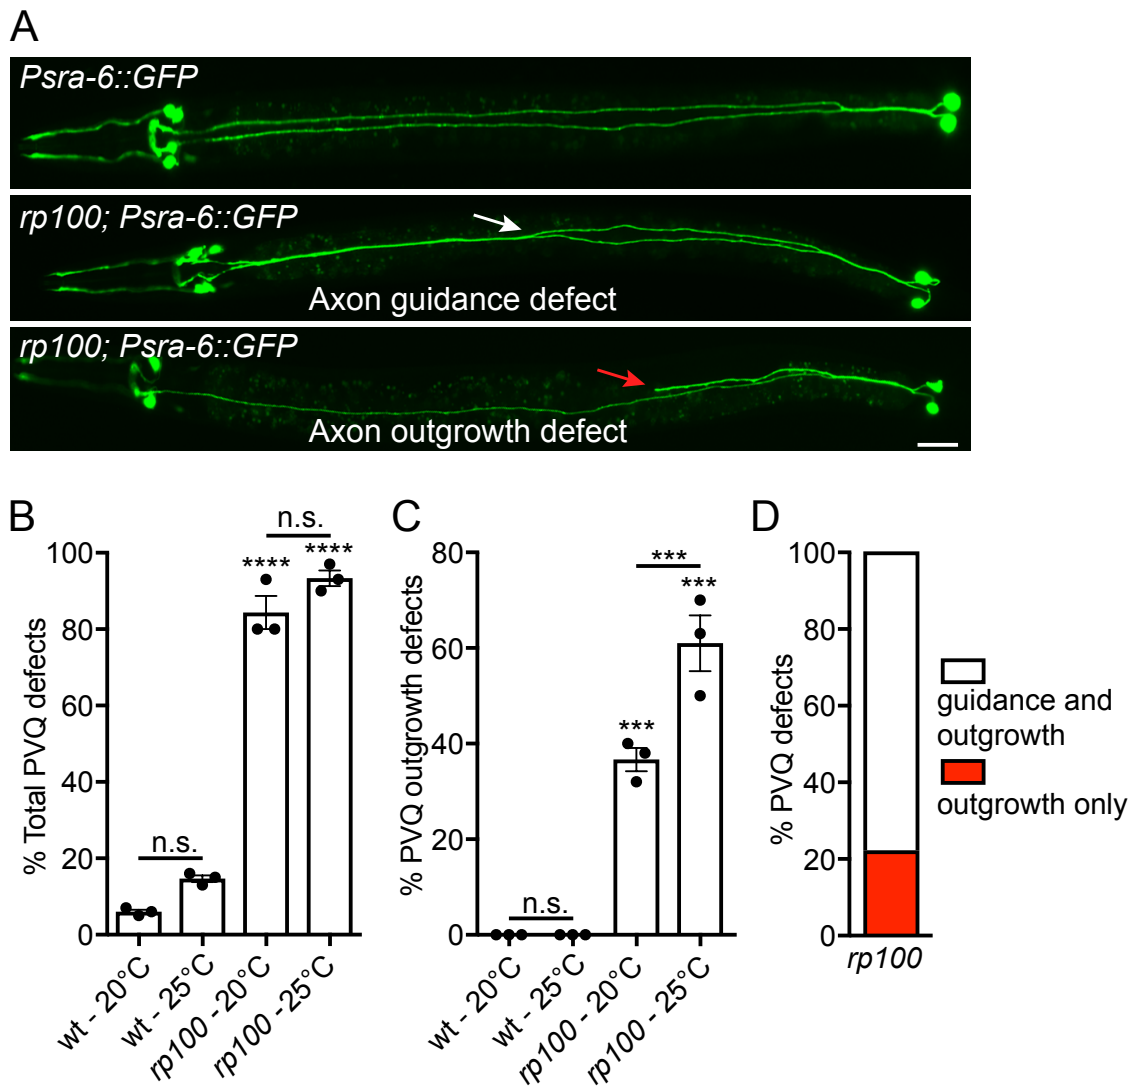 A
Psra-6::GFP
rp100; Psra-6::GFP
Axon guidance defect
rp100; Psra-6::GFP
Axon outgrowth defect
B
% Total PVQ defects
100
80
60
40
20
0
n.s.
n.s.
****
****
wt - 20°C
wt - 25°C
rp100 - 20°C
rp100 - 25°C
C
% PVQ outgrowth defects
80
60
40
20
0
n.s.
***
***
***
wt - 20°C
wt - 25°C
rp100 - 20°C
rp100 - 25°C
D
% PVQ defects
100
80
60
40
20
0
rp100
guidance and
outgrowth
outgrowth only